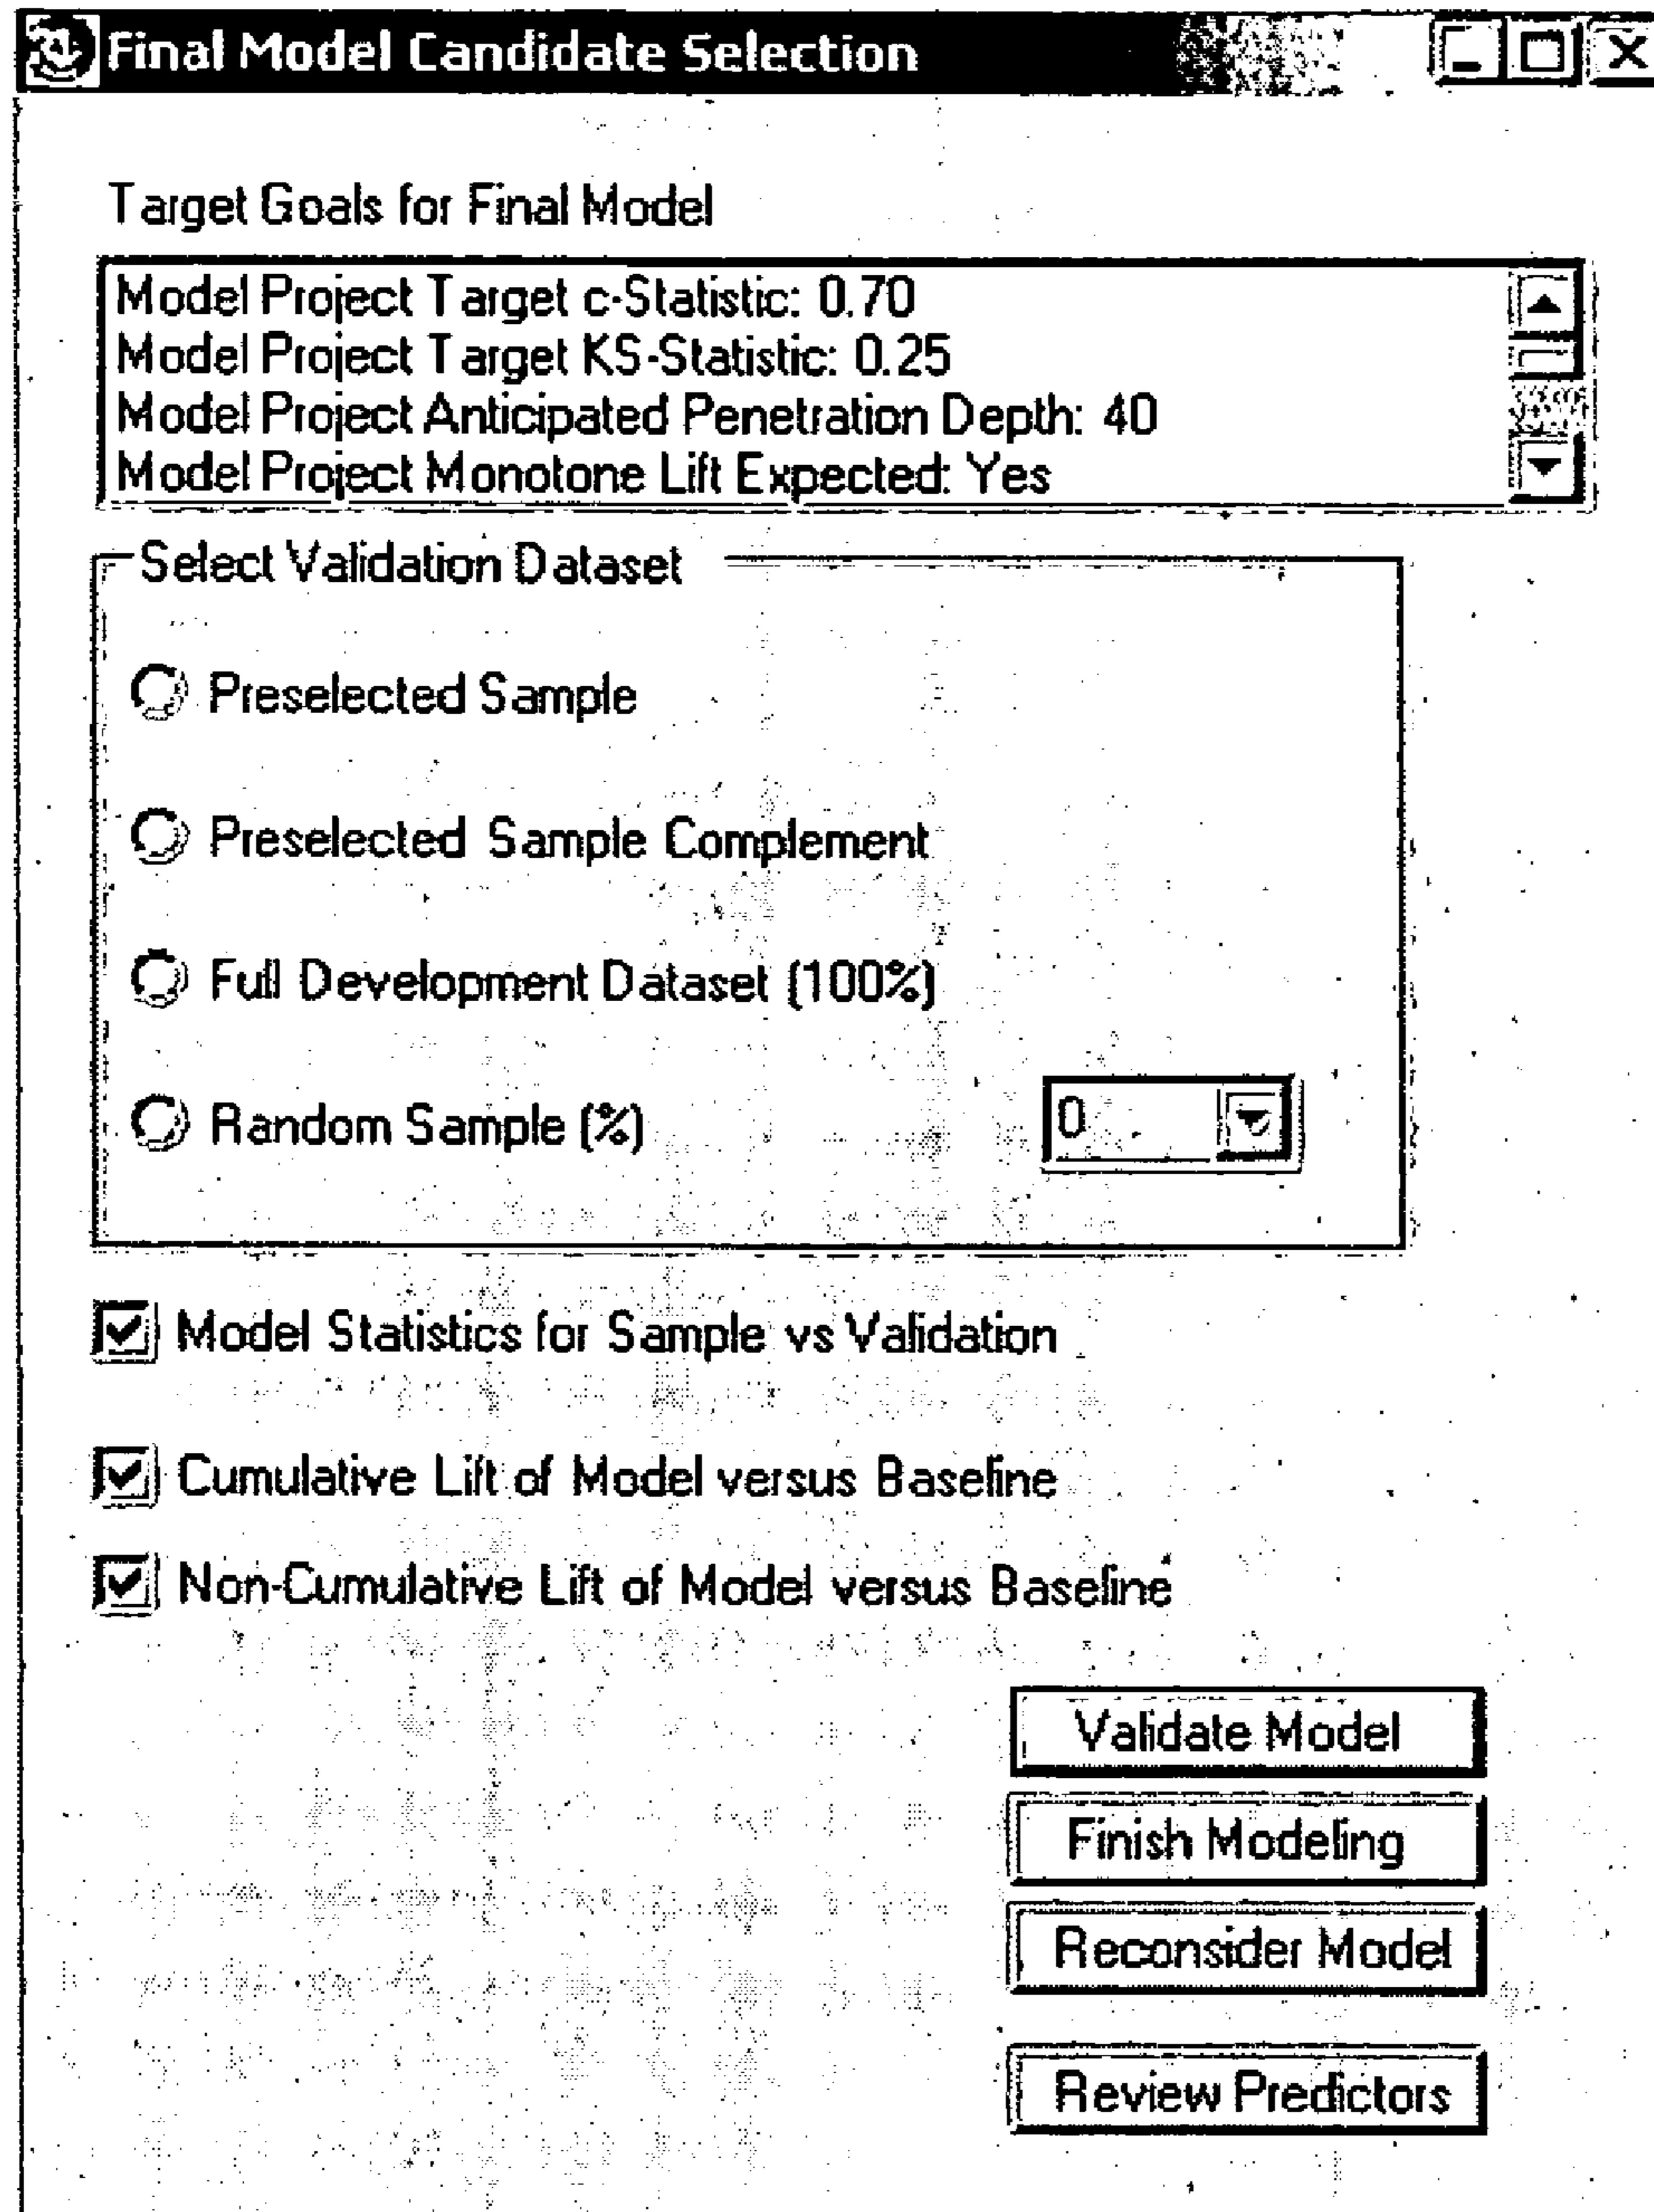 Final Model Candidate Selection
Target Goals for Final Model
Model Project Target c-Statistic: 0.70
Model Project Target KS-Statistic: 0.25
Model Project Anticipated Penetration Depth: 40
Model Project Monotone Lift Expected: Yes
Select Validation Dataset
Preselected Sample
Preselected Sample Complement
Full Development Dataset (100%)
Random Sample (%) 0
Model Statistics for Sample vs Validation
Cumulative Lift of Model versus Baseline
Non-Cumulative Lift of Model versus Baseline
Validate Model
Finish Modeling
Reconsider Model
Review Predictors